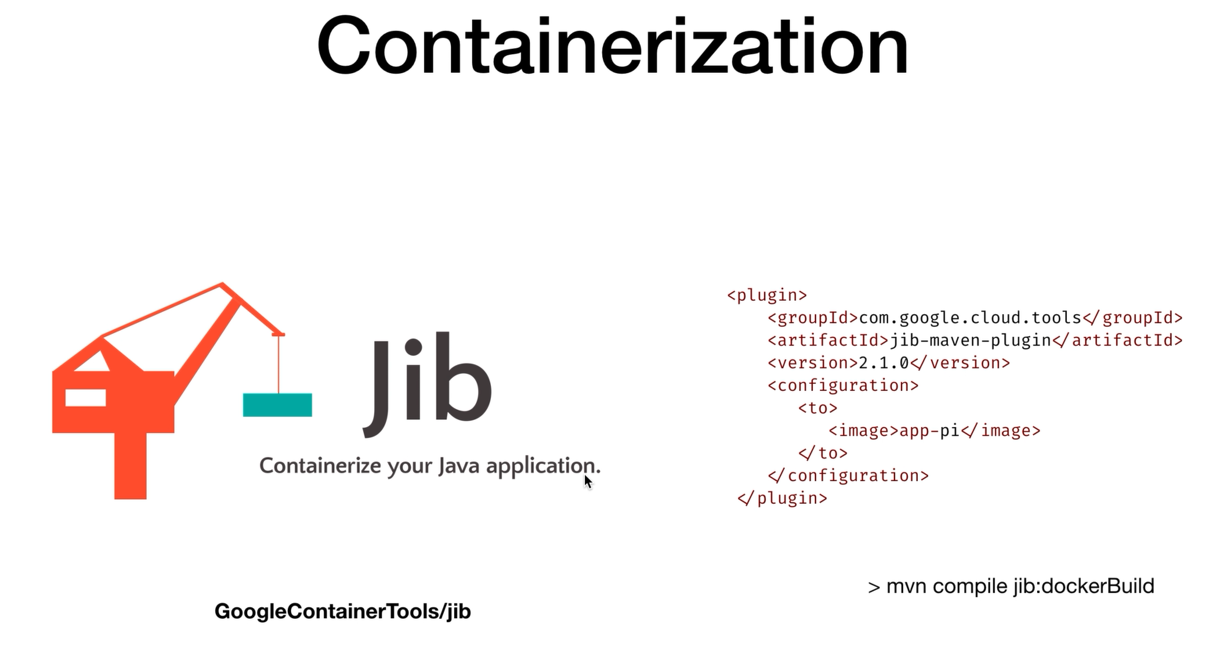 Containerization
Jib
Containerize your Java application.
GoogleContainerTools/jib
<plugin>
<groupId>com.google.cloud.tools</groupId>
<artifactId>jib-maven-plugin</artifactId>
<version>2.1.0</version>
<configuration>
<to>
<image>app-pi</image>
</to>
</configuration>
</plugin>
> mvn compile jib:dockerBuild